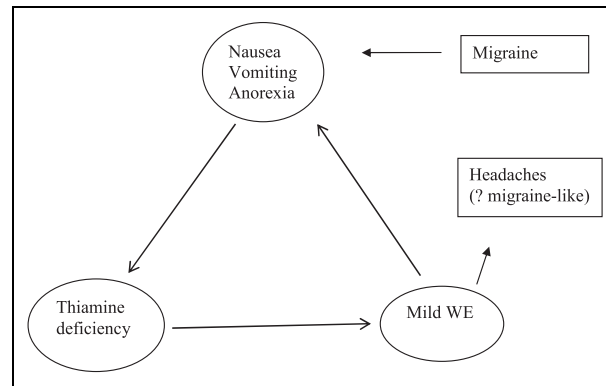 Nausea
Vomiting
Anorexia
Migraine
Headaches
(? migraine-like)
Thiamine
deficiency
Mild WE